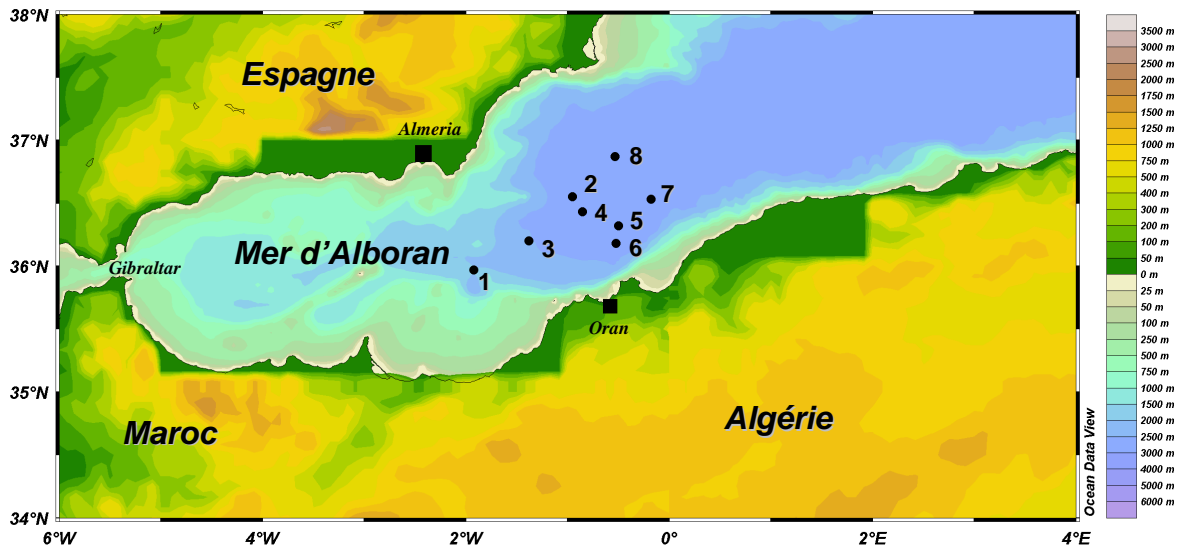 38°N
37°N
36°N
35°N
34°N
6°W
4°W
2°W
0°
2°E
4°E
Espagne
Almeria
8
2
7
4
5
6
3
1
Mer d'Alboran
Gibraltar
Oran
Maroc
Algérie
Ocean Data View
3500 m
3000 m
2500 m
2000 m
1750 m
1500 m
1250 m
1000 m
750 m
500 m
400 m
300 m
200 m
100 m
50 m
0 m
25 m
50 m
100 m
250 m
500 m
750 m
1000 m
1500 m
2000 m
2500 m
3000 m
4000 m
5000 m
6000 m